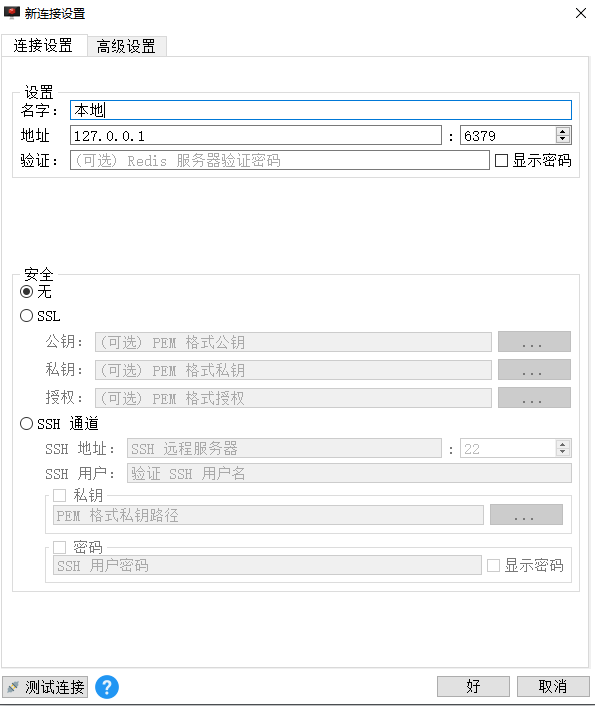 新连接设置
连接设置 高级设置
设置
名字: 本地
地址 127.0.0.1 : 6379
验证: (可选) Redis 服务器验证密码 显示密码
安全
无
SSL
公钥: (可选) PEM 格式公钥 ...
私钥: (可选) PEM 格式私钥 ...
授权: (可选) PEM 格式授权 ...
SSH 通道
SSH 地址: SSH 远程服务器 : 22
SSH 用户: 验证 SSH 用户名
私钥
PEM 格式私钥路径 ...
密码
SSH 用户密码 显示密码
测试连接 ? 好 取消